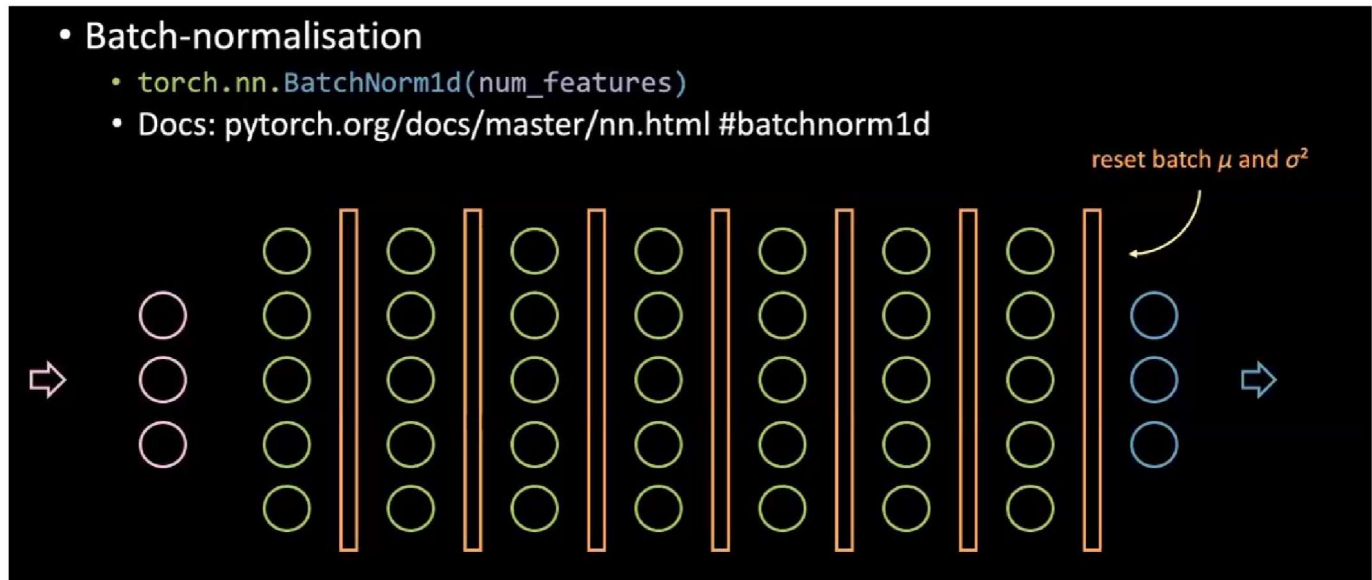 • Batch-normalisation
• torch.nn.BatchNorm1d(num_features)
• Docs: pytorch.org/docs/master/nn.html #batchnorm1d
reset batch μ and σ²